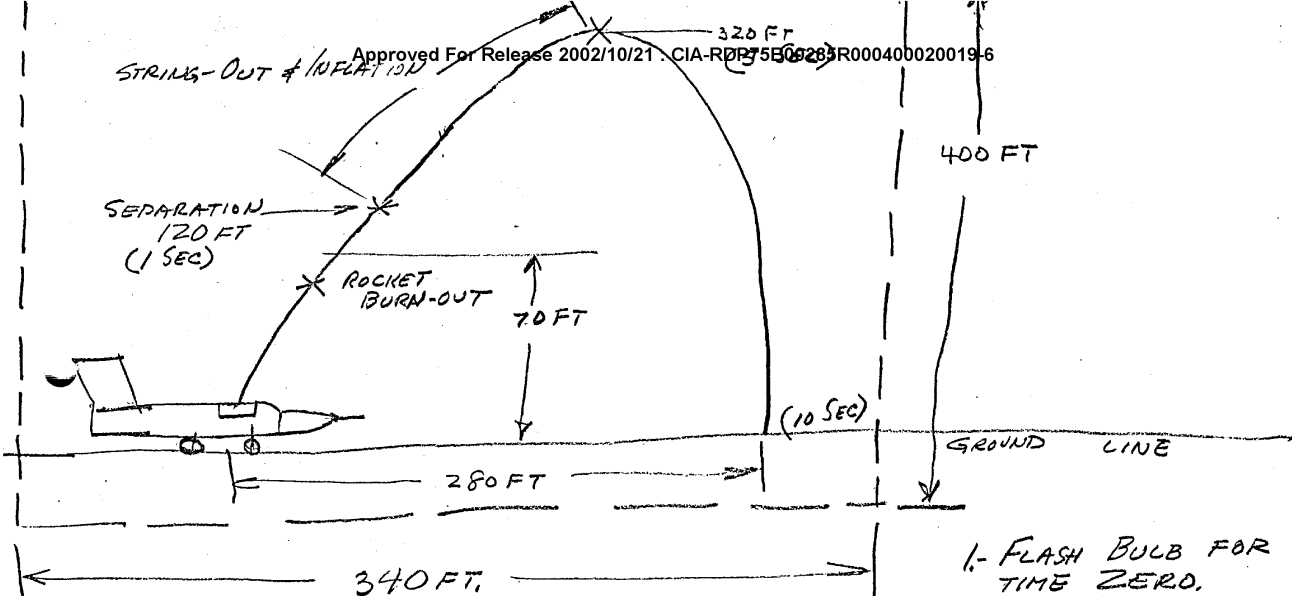 320 FT
Approved For Release 2002/10/21 : CIA-RDP75B00285R000400020019-6
STRING-OUT & INFLATION
400 FT
SEPARATION
120 FT
(1 SEC)
ROCKET
BURN-OUT
70 FT
(10 SEC)
GROUND LINE
280 FT
1.- FLASH BULB FOR
TIME ZERO.
340 FT.